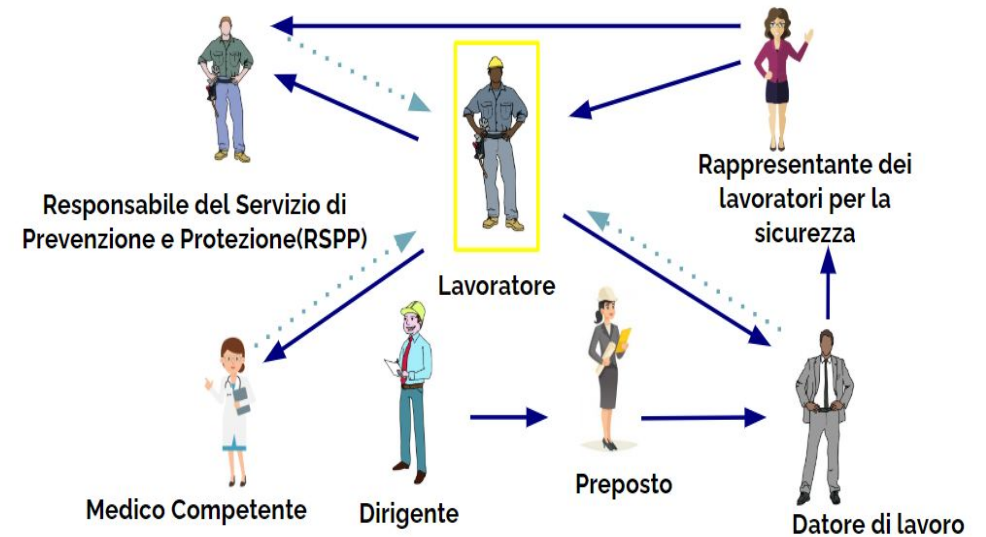 Rappresentante dei
lavoratori per la
sicurezza
Responsabile del Servizio di
Prevenzione e Protezione(RSPP)
Lavoratore
Medico Competente
Dirigente
Preposto
Datore di lavoro